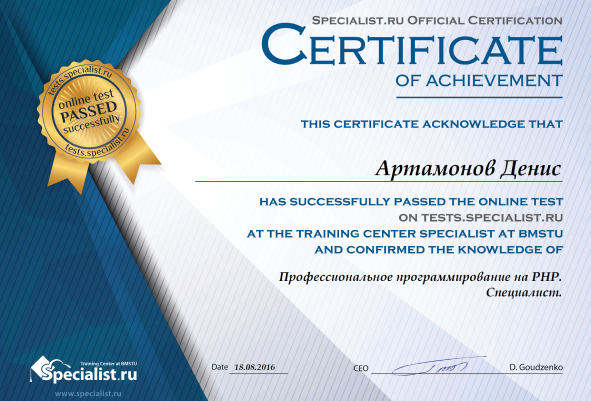 SPECIALIST.RU OFFICIAL CERTIFICATION
CERTIFICATE
OF ACHIEVEMENT
tests.specialist.ru
online test
PASSED
successfully
tests.specialist.ru
THIS CERTIFICATE ACKNOWLEDGE THAT
Артамонов Денис
HAS SUCCESSFULLY PASSED THE ONLINE TEST
ON TESTS.SPECIALIST.RU
AT THE TRAINING CENTER SPECIALIST AT BMSTU
AND CONFIRMED THE KNOWLEDGE OF
Профессиональное программирование на PHP.
Специалист.
Training Center at BMSTU
Specialist.ru
www.specialist.ru
Date 18.08.2016
CEO D. Goudzenko